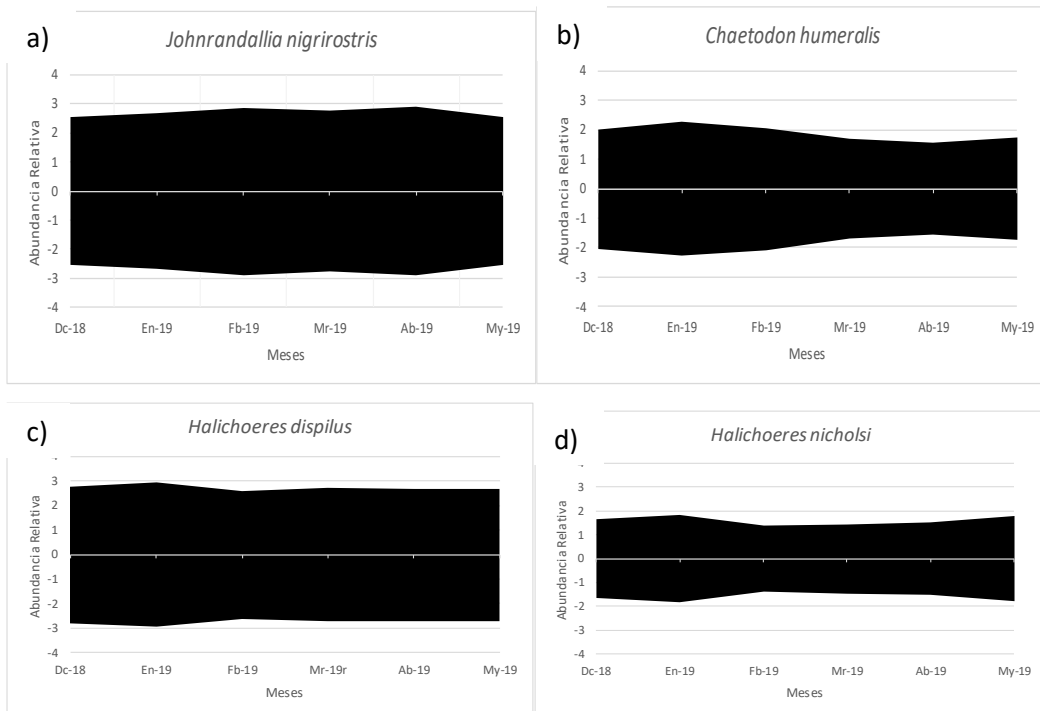 a)
Johnrandallia nigrirostris
Abundancia Relativa
4
3
2
1
0
-1
-2
-3
-4
Dc-18 En-19 Fb-19 Mr-19 Ab-19 My-19
Meses
b)
Chaetodon humeralis
Abundancia Relativa
4
3
2
1
0
-1
-2
-3
-4
Dc-18 En-19 Fb-19 Mr-19 Ab-19 My-19
Meses
c)
Halichoeres dispilus
Abundancia Relativa
3
2
1
0
-1
-2
-3
-4
Dc-18 En-19 Fb-19 Mr-19r Ab-19 My-19
Meses
d)
Halichoeres nicholsi
Abundancia Relativa
3
2
1
0
-1
-2
-3
-4
Dc-18 En-19 Fb-19 Mr-19 Ab-19 My-19
Meses